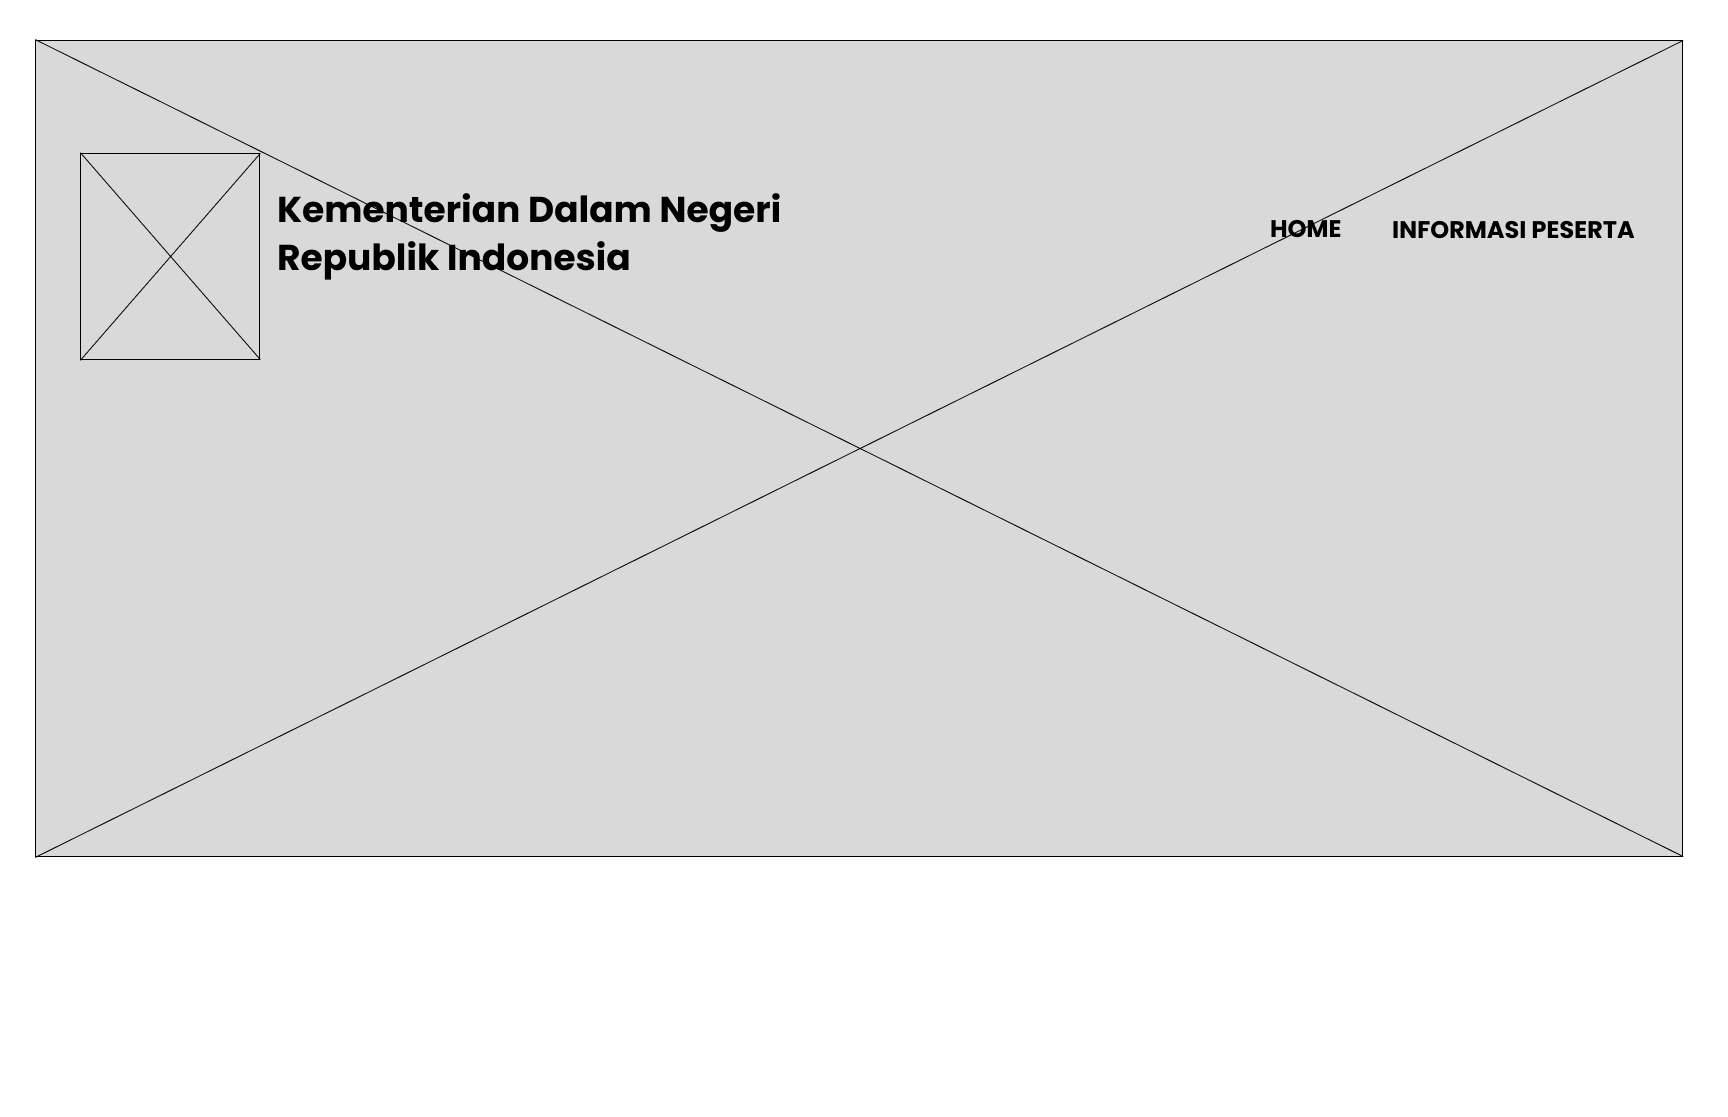 Kementerian Dalam Negeri
Republik Indonesia
HOME
INFORMASI PESERTA